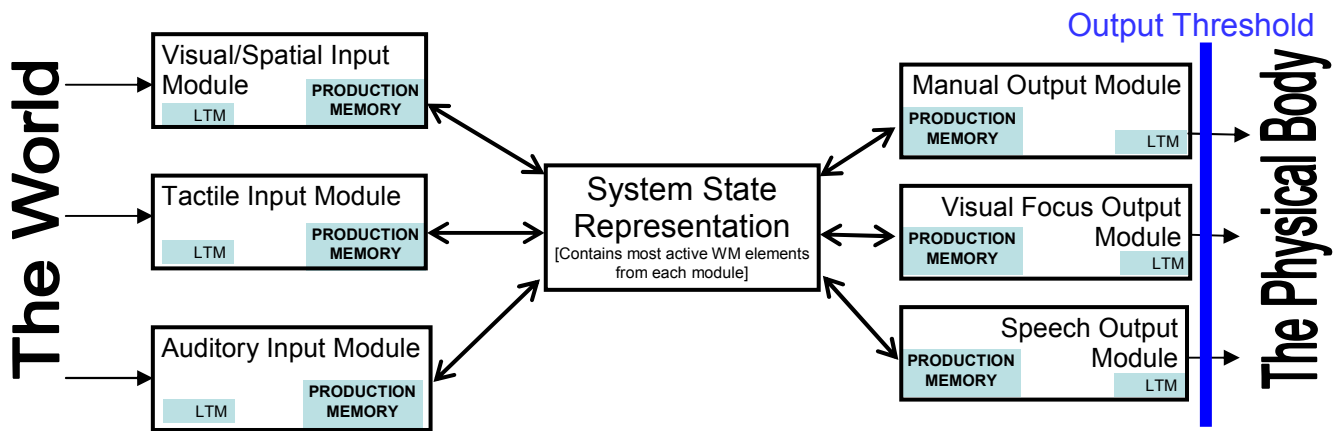 The World
Visual/Spatial Input
Module
LTM
PRODUCTION
MEMORY
Tactile Input Module
LTM
PRODUCTION
MEMORY
Auditory Input Module
LTM
PRODUCTION
MEMORY
System State
Representation
[Contains most active WM elements
from each module]
Output Threshold
Manual Output Module
PRODUCTION
MEMORY
LTM
Visual Focus Output
Module
PRODUCTION
MEMORY
LTM
Speech Output
Module
PRODUCTION
MEMORY
LTM
The Physical Body